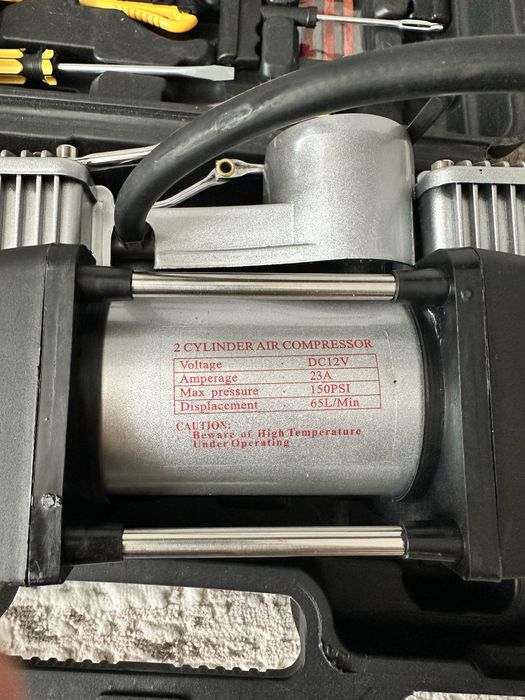 2 CYLINDER AIR COMPRESSOR
Voltage DC12V
Amperage 23A
Max pressure 150PSI
Displacement 65L/Min
CAUTION:
Beware of High Temperature
Under Operating